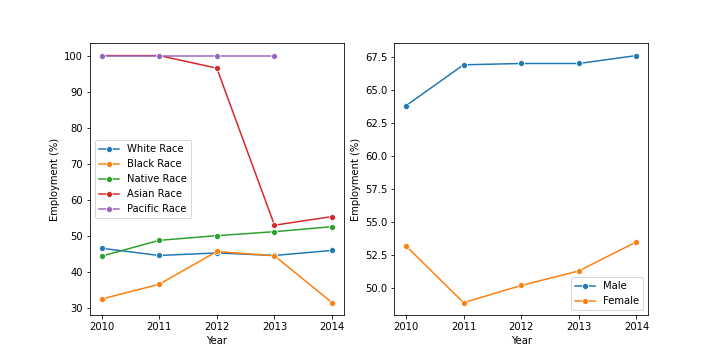 100
90
80
70
60
50
40
30
Employment (%)
White Race
Black Race
Native Race
Asian Race
Pacific Race
2010 2011 2012 2013 2014
Year
67.5
65.0
62.5
60.0
57.5
55.0
52.5
50.0
Employment (%)
Male
Female
2010 2011 2012 2013 2014
Year